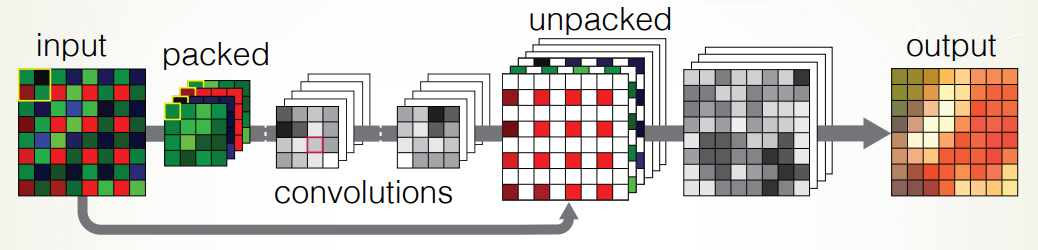 input
packed
convolutions
unpacked
output